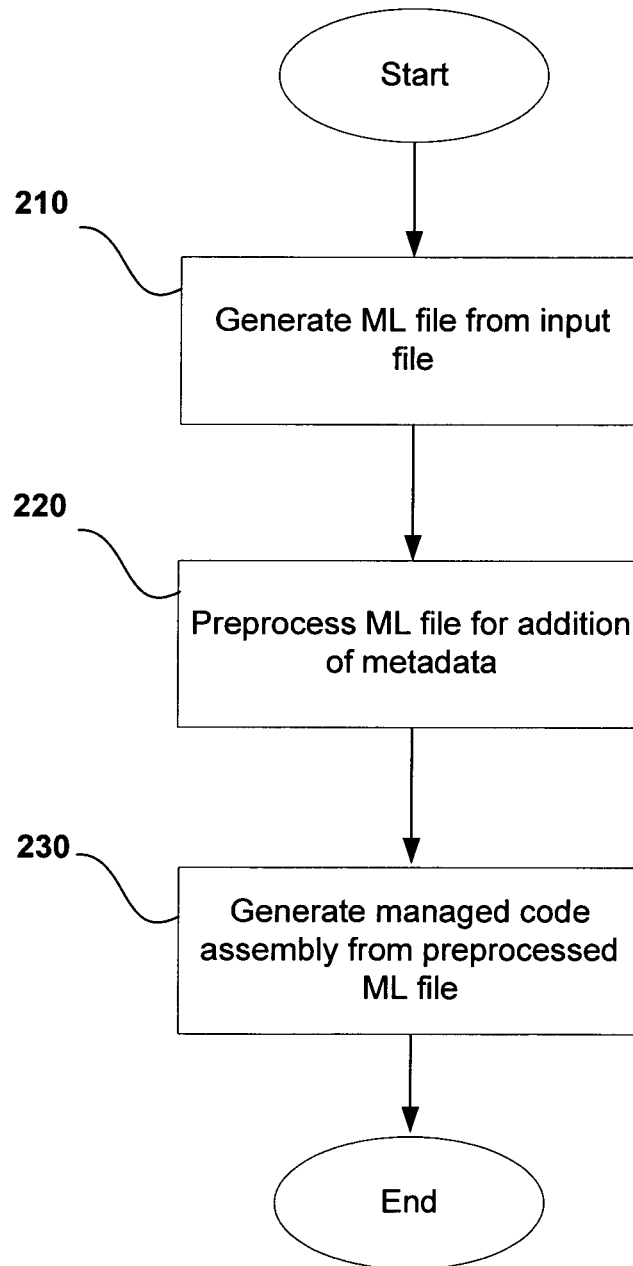 Start
210
Generate ML file from input
file
220
Preprocess ML file for addition
of metadata
230
Generate managed code
assembly from preprocessed
ML file
End